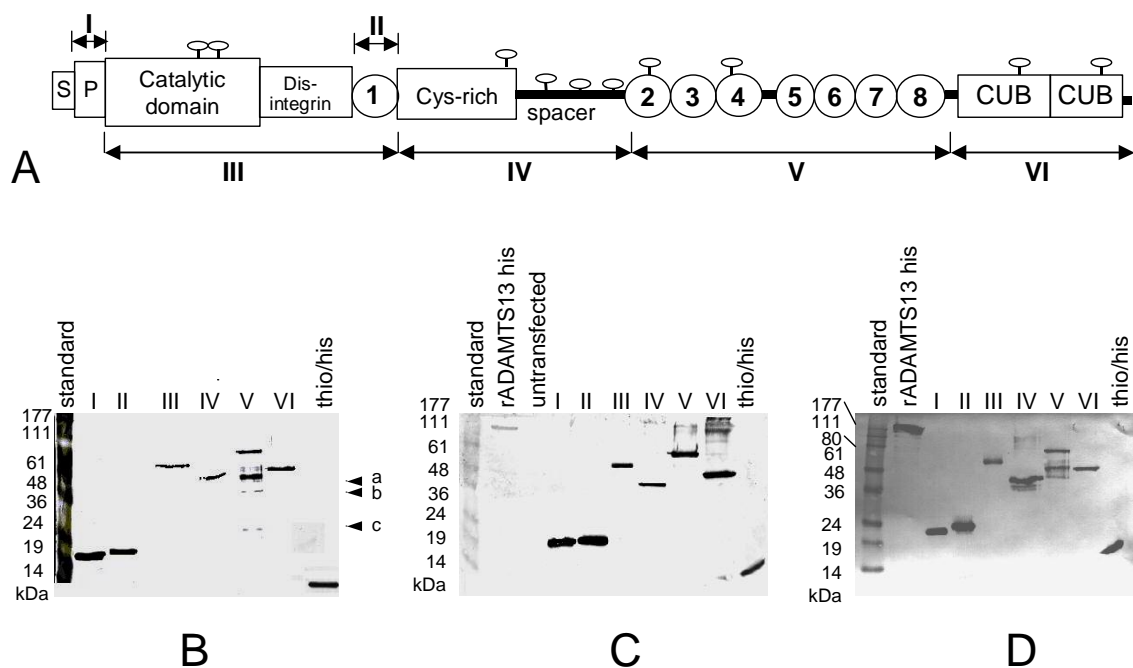 I II
S P Catalytic domain Dis-integrin 1 Cys-rich spacer 2 3 4 5 6 7 8 CUB CUB
A III IV V VI
standard I II III IV V VI thio/his
177
111
61
48
36
24
19
14
kDa
a
b
c
B
standard rADAMTS13 his untransfected I II III IV V VI thio/his
177
111
61
48
36
24
19
14
kDa
C
standard rADAMTS13 his I II III IV V VI thio/his
177
111
80
61
48
36
24
19
14
kDa
D